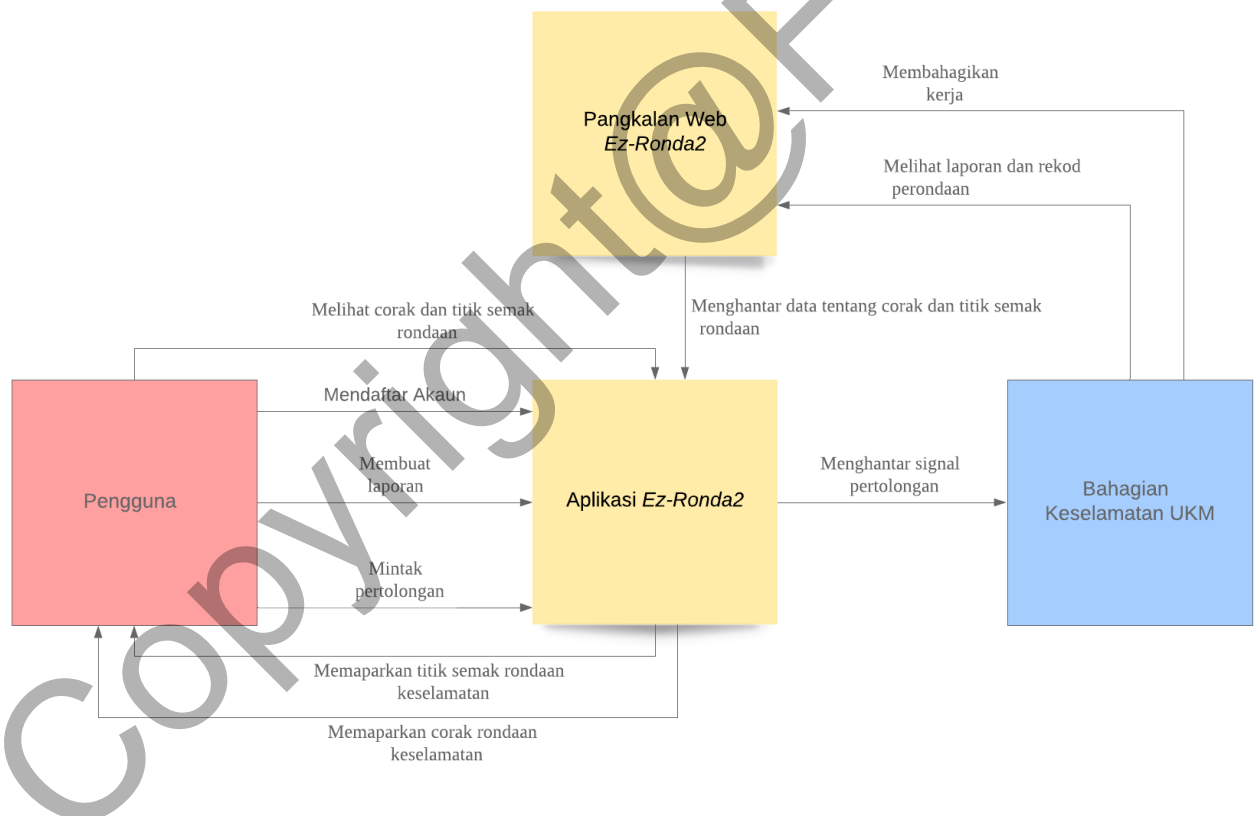 Membahagikan
kerja
Pangkalan Web
Ez-Ronda2
Melihat laporan dan rekod
perondaan
Melihat corak dan titik semak
rondaan
Menghantar data tentang corak dan titik semak
rondaan
Mendaftar Akaun
Membuat
laporan
Menghantar signal
pertolongan
Pengguna
Aplikasi Ez-Ronda2
Bahagian
Keselamatan UKM
Mintak
pertolongan
Memaparkan titik semak rondaan
keselamatan
Memaparkan corak rondaan
keselamatan
Copyright@